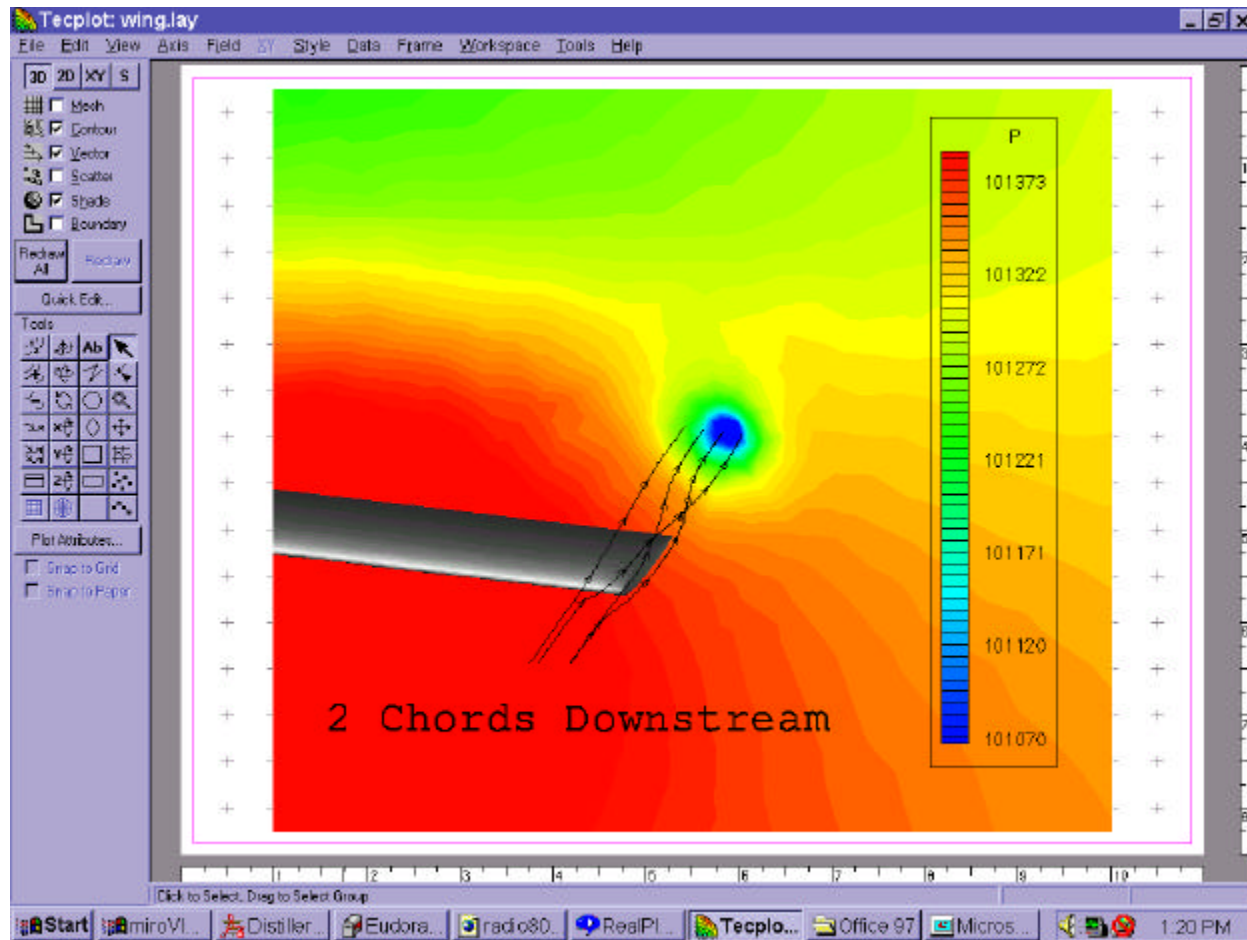 Tecplot: wing.lay
File Edit View Axis Field XY Style Data Frame Workspace Tools Help
3D 2D XY S
Mesh
Contour
Vector
Scatter
Shade
Boundary
Redraw All Redraw
Quick Edit...
Tools
Ab
Plot Attributes...
Snap to Grid
Snap to Paper
P
101373
101322
101272
101221
101171
101120
101070
2 Chords Downstream
1 2 3 4 5 6 7 8 9 10
Click to Select, Drag to Select Group
Start miroVI... Distiller... Eudora... radio80... RealPl... Tecplo... Office 97 Micros... 1:20 PM